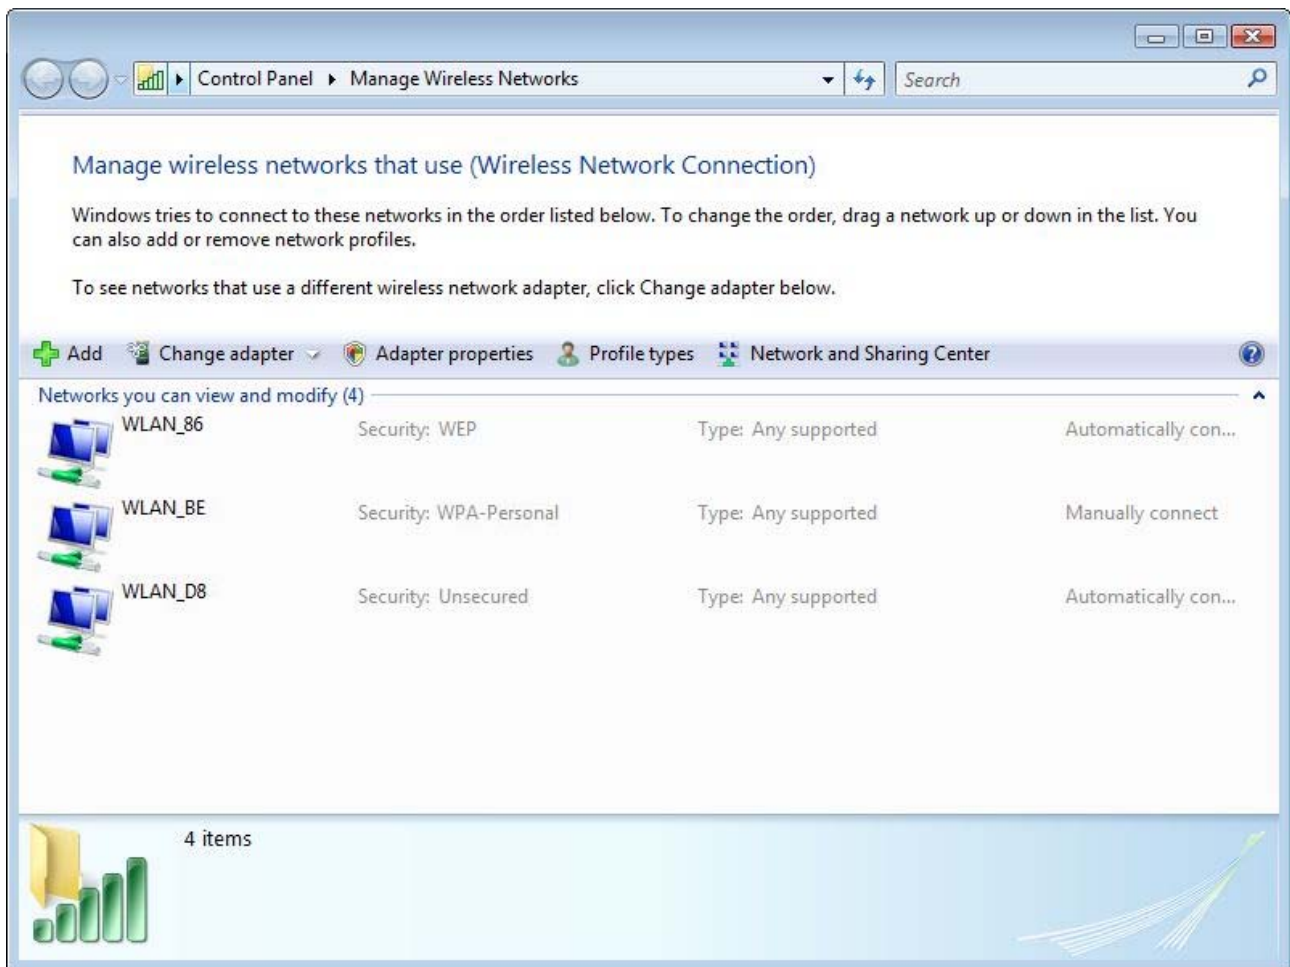 Control Panel Manage Wireless Networks Search
Manage wireless networks that use (Wireless Network Connection)
Windows tries to connect to these networks in the order listed below. To change the order, drag a network up or down in the list. You
can also add or remove network profiles.
To see networks that use a different wireless network adapter, click Change adapter below.
Add Change adapter Adapter properties Profile types Network and Sharing Center
Networks you can view and modify (4)
WLAN_86 Security: WEP Type: Any supported Automatically con...
WLAN_BE Security: WPA-Personal Type: Any supported Manually connect
WLAN_D8 Security: Unsecured Type: Any supported Automatically con...
4 items